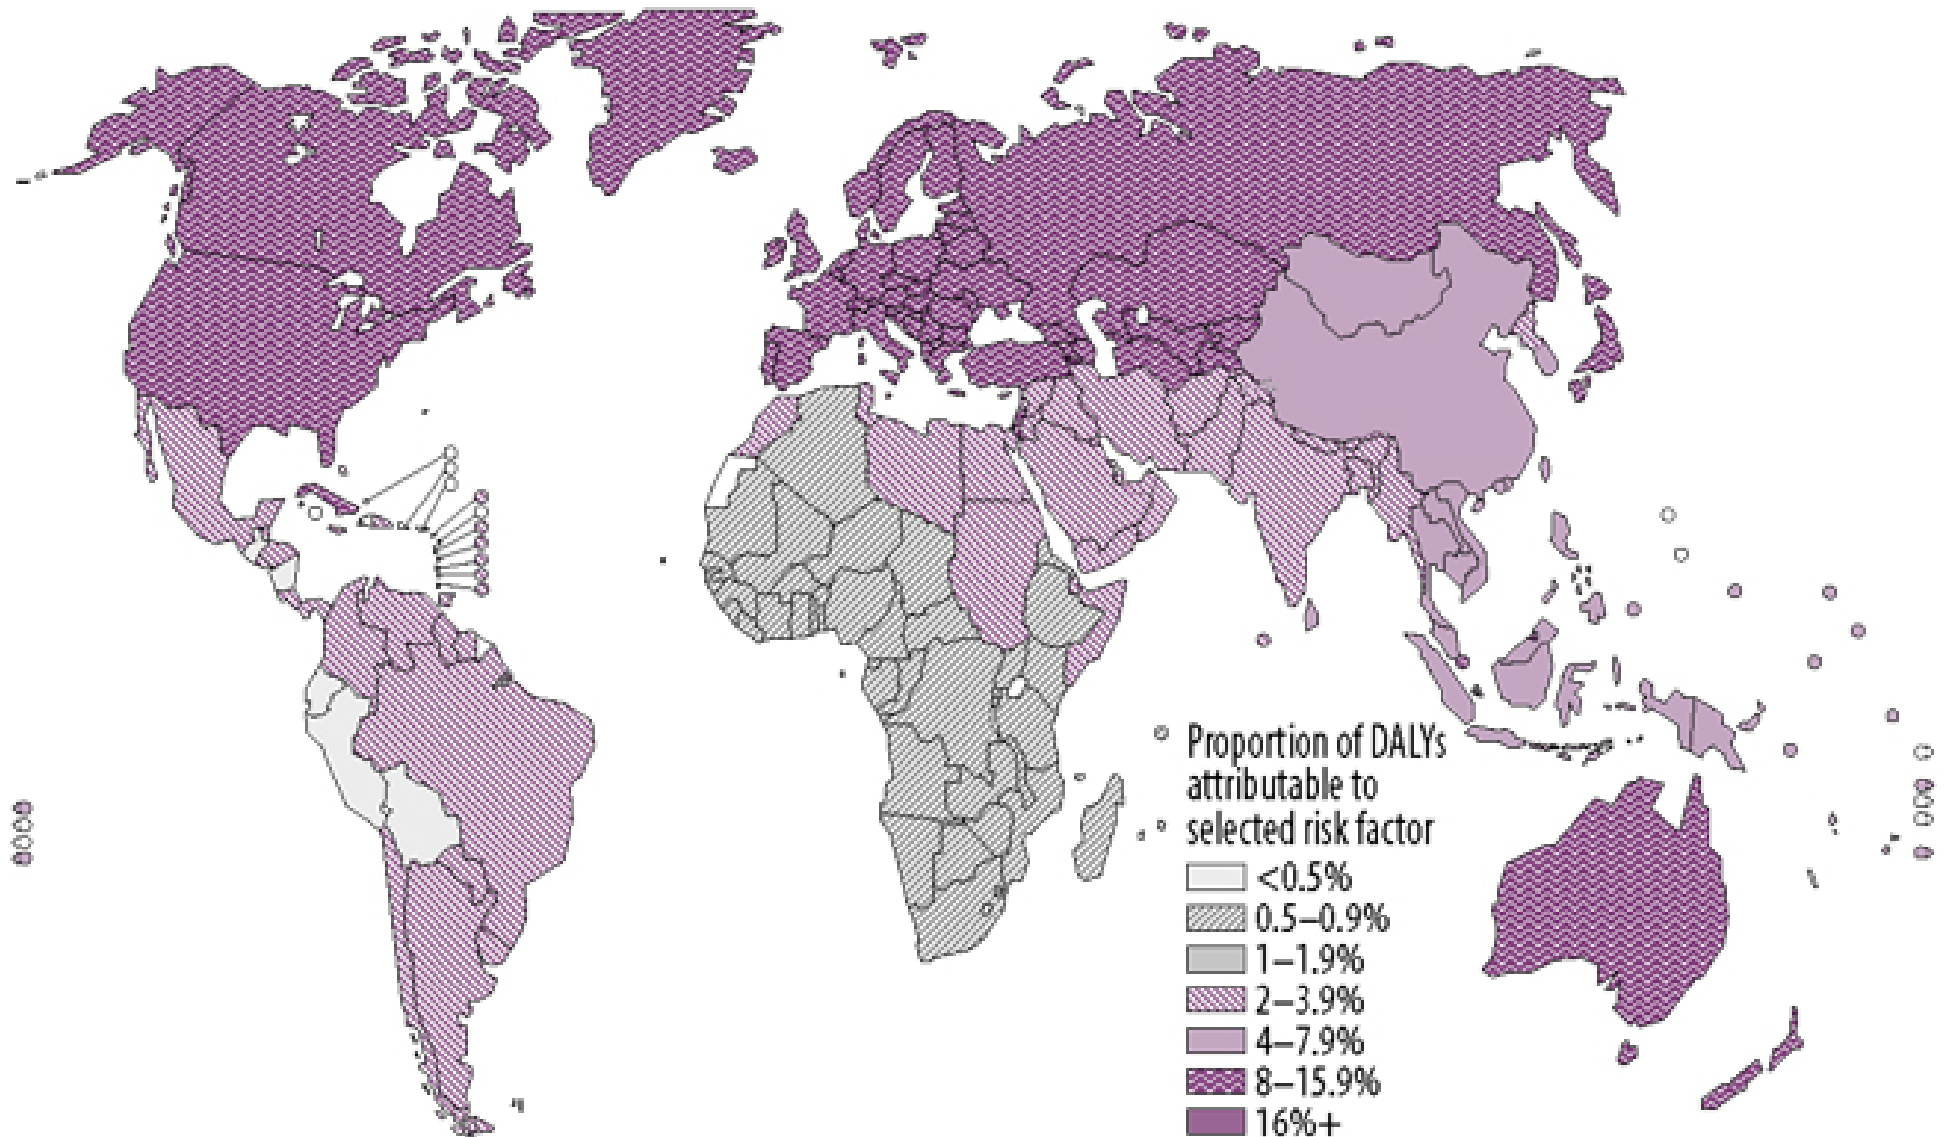 Proportion of DALYs
attributable to
selected risk factor
<0.5%
0.5–0.9%
1–1.9%
2–3.9%
4–7.9%
8–15.9%
16%+